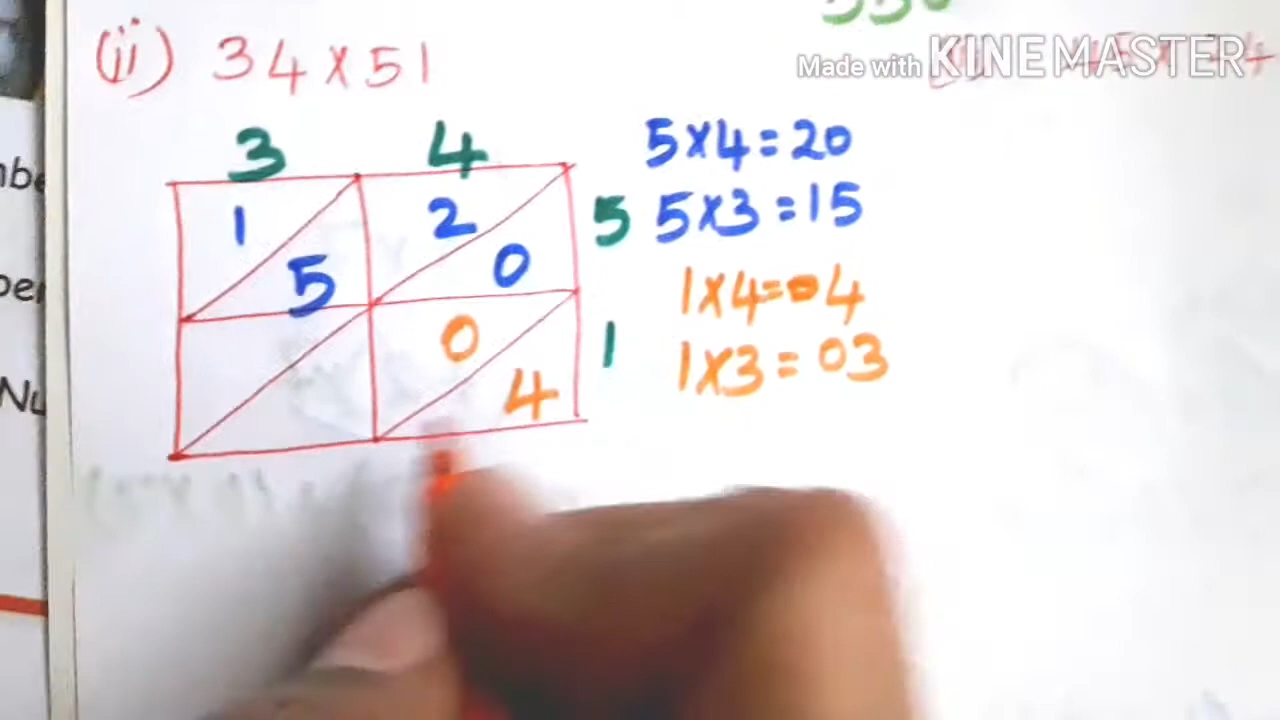 (ii) 34 x 51
Made with KINEMASTER
3 4
1 2
5 0 5
0 1
4
5x4=20
5x3=15
1x4=04
1x3=03